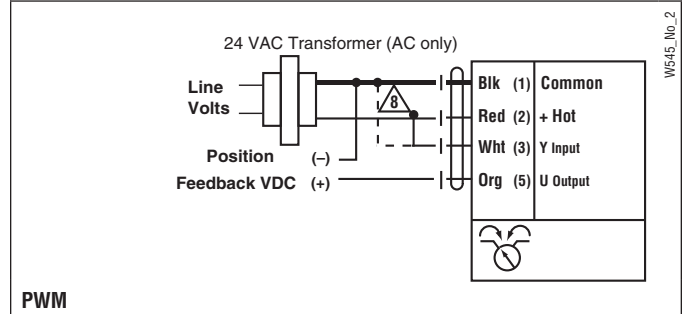 24 VAC Transformer (AC only)
W545_No_2
Line
Volts
8
Blk (1) Common
Red (2) + Hot
Wht (3) Y Input
Position (–)
Feedback VDC (+)
Org (5) U Output
PWM